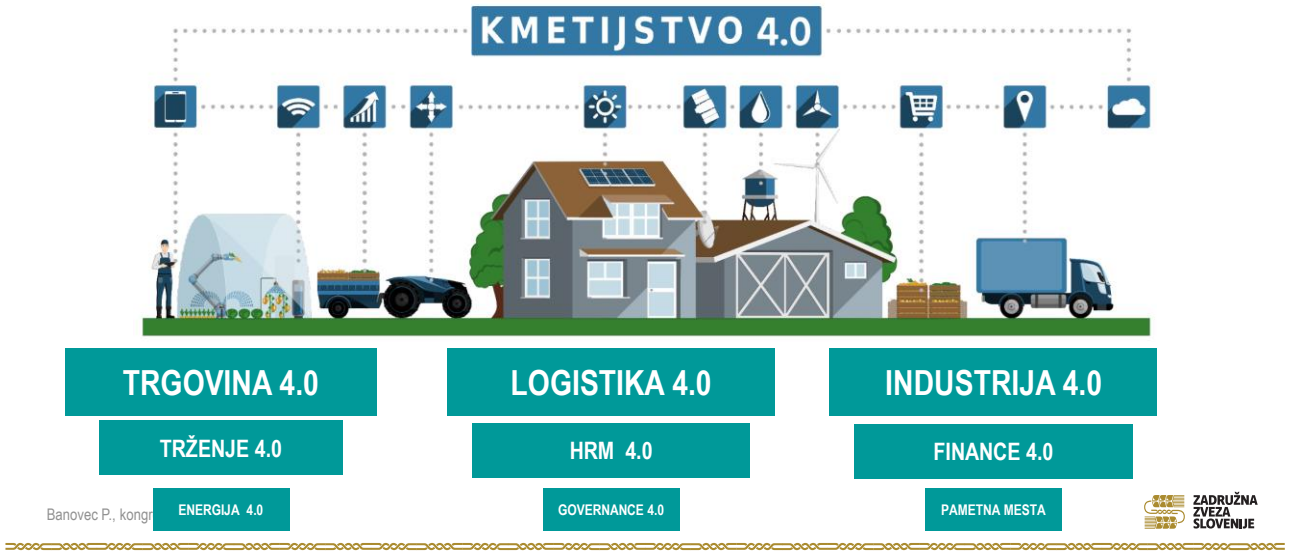 KMETIJSTVO 4.0
TRGOVINA 4.0
LOGISTIKA 4.0
INDUSTRIJA 4.0
TRŽENJE 4.0
HRM 4.0
FINANCE 4.0
Banovec P., kongr
ENERGIJA 4.0
GOVERNANCE 4.0
PAMETNA MESTA
ZADRUŽNA
ZVEZA
SLOVENIJE